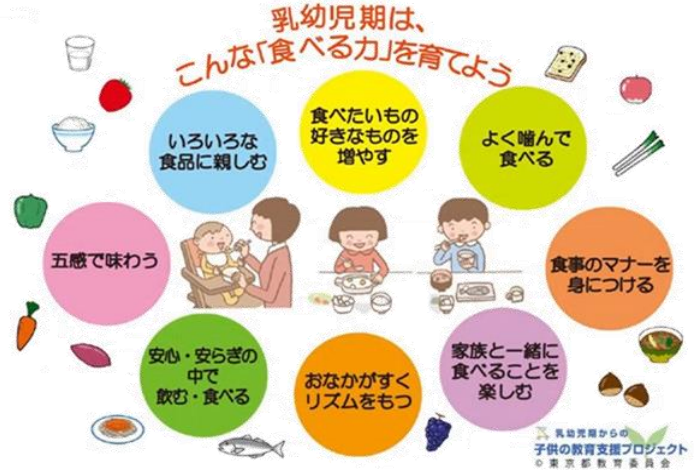 乳幼児期は、
こんな「食べる力」を育てよう
いろいろな
食品に親しむ
食べたいもの
好きなものを
増やす
よく噛んで
食べる
五感で味わう
食事のマナーを
身につける
安心・安らぎの
中で
飲む・食べる
おなかがすく
リズムをもつ
家族と一緒に
食べることを
楽しむ
乳幼児期からの
子供の教育支援プロジェクト
©東京都教育委員会